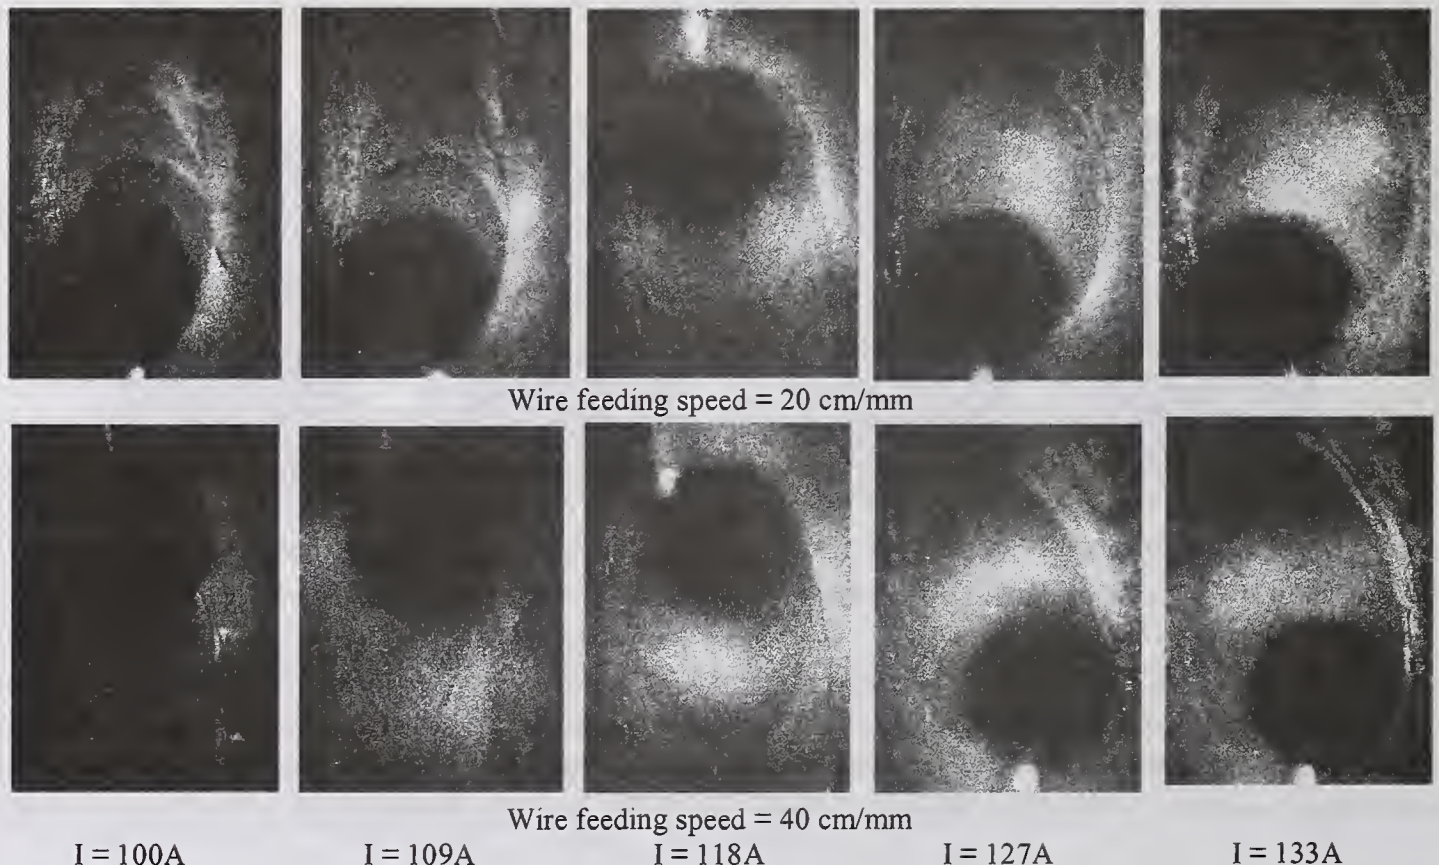 Wire feeding speed = 20 cm/mm
Wire feeding speed = 40 cm/mm
I = 100A I = 109A I = 118A I = 127A I = 133A